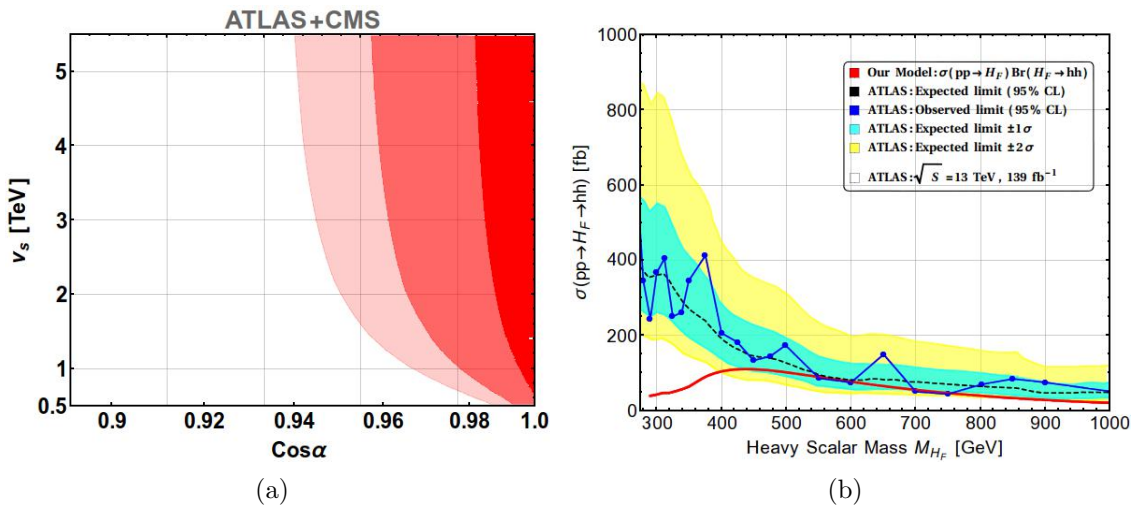 ATLAS+CMS
5
4
3
2
1
0.5
v_s [TeV]
0.9
0.92
0.94
0.96
0.98
1.0
Cosα
(a)
1000
800
600
400
200
0
σ(pp→H_F→hh) [fb]
Our Model:σ(pp→H_F)Br(H_F→hh)
ATLAS:Expected limit (95% CL)
ATLAS:Observed limit (95% CL)
ATLAS:Expected limit ±1σ
ATLAS:Expected limit ±2σ
ATLAS:√S =13 TeV, 139 fb⁻¹
300
400
500
600
700
800
900
1000
Heavy Scalar Mass M_{H_F} [GeV]
(b)